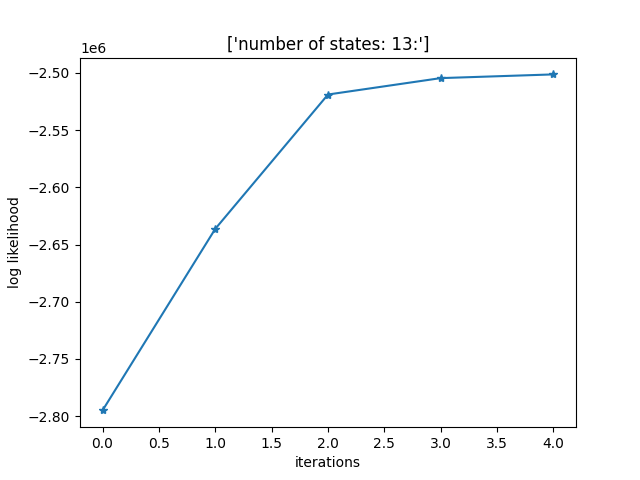 ['number of states: 13:']
1e6
−2.50
−2.55
−2.60
−2.65
−2.70
−2.75
−2.80
log likelihood
0.0 0.5 1.0 1.5 2.0 2.5 3.0 3.5 4.0
iterations